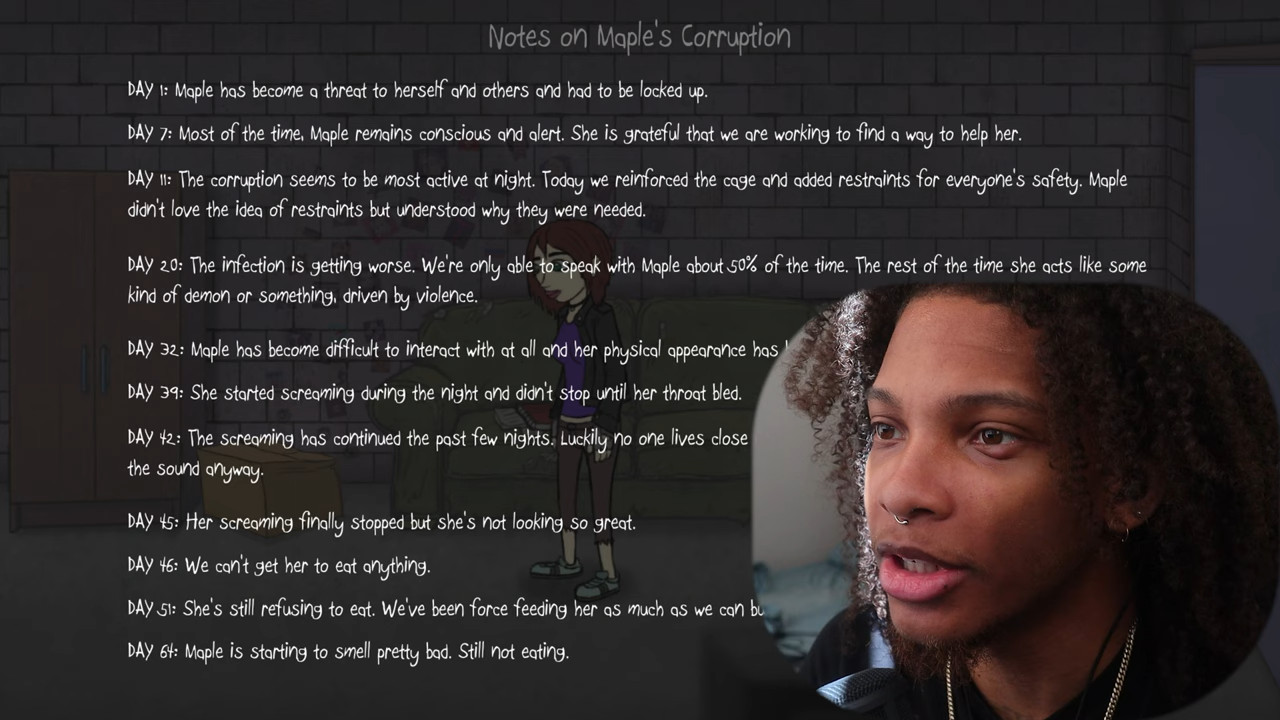 Notes on Maple's Corruption
DAY 1: Maple has become a threat to herself and others and had to be locked up.
DAY 7: Most of the time, Maple remains conscious and alert. She is grateful that we are working to find a way to help her.
DAY 11: The corruption seems to be most active at night. Today we reinforced the cage and added restraints for everyone's safety. Maple
didn't love the idea of restraints but understood why they were needed.
DAY 20: The infection is getting worse. We're only able to speak with Maple about 50% of the time. The rest of the time she acts like some
kind of demon or something, driven by violence.
DAY 32: Maple has become difficult to interact with at all and her physical appearance has
DAY 39: She started screaming during the night and didn't stop until her throat bled.
DAY 42: The screaming has continued the past few nights. Luckily no one lives close
the sound anyway.
DAY 45: Her screaming finally stopped but she's not looking so great.
DAY 46: We can't get her to eat anything.
DAY 51: She's still refusing to eat. We've been force feeding her as much as we can
DAY 64: Maple is starting to smell pretty bad. Still not eating.